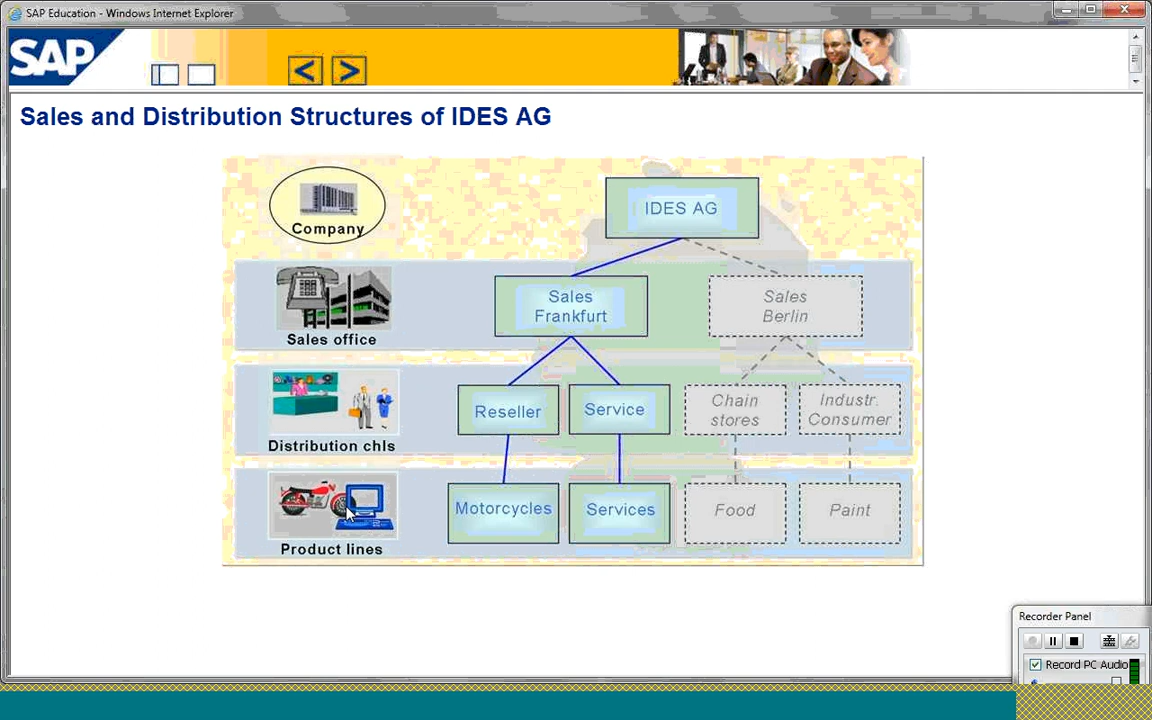 SAP Education - Windows Internet Explorer
SAP
< >
Sales and Distribution Structures of IDES AG
Company
IDES AG
Sales office
Sales
Frankfurt
Sales
Berlin
Distribution chls
Reseller
Service
Chain
stores
Industr.
Consumer
Product lines
Motorcycles
Services
Food
Paint
Recorder Panel
Record PC Audio